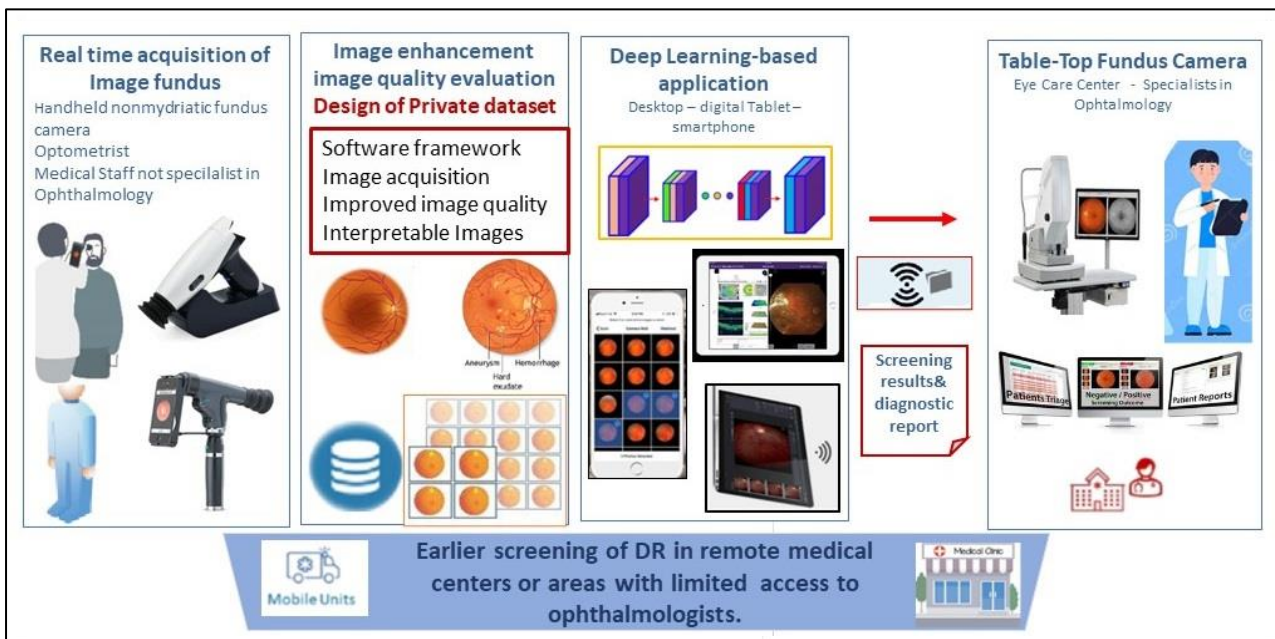 Real time acquisition of
Image fundus
Handheld nonmydriatic fundus
camera
Optometrist
Medical Staff not specilalist in
Ophthalmology
Image enhancement
image quality evaluation
Design of Private dataset
Software framework
Image acquisition
Improved image quality
Interpretable Images
Aneurysm
Hemorrhage
Hard
exudate
Deep Learning-based
application
Desktop – digital Tablet –
smartphone
Screening
results&
diagnostic
report
Table-Top Fundus Camera
Eye Care Center - Specialists in
Ophtalmology
Patients Triage
Negative / Positive
Screening Outcome
Patient Reports
Mobile Units
Earlier screening of DR in remote medical
centers or areas with limited access to
ophthalmologists.
Medical Clinic